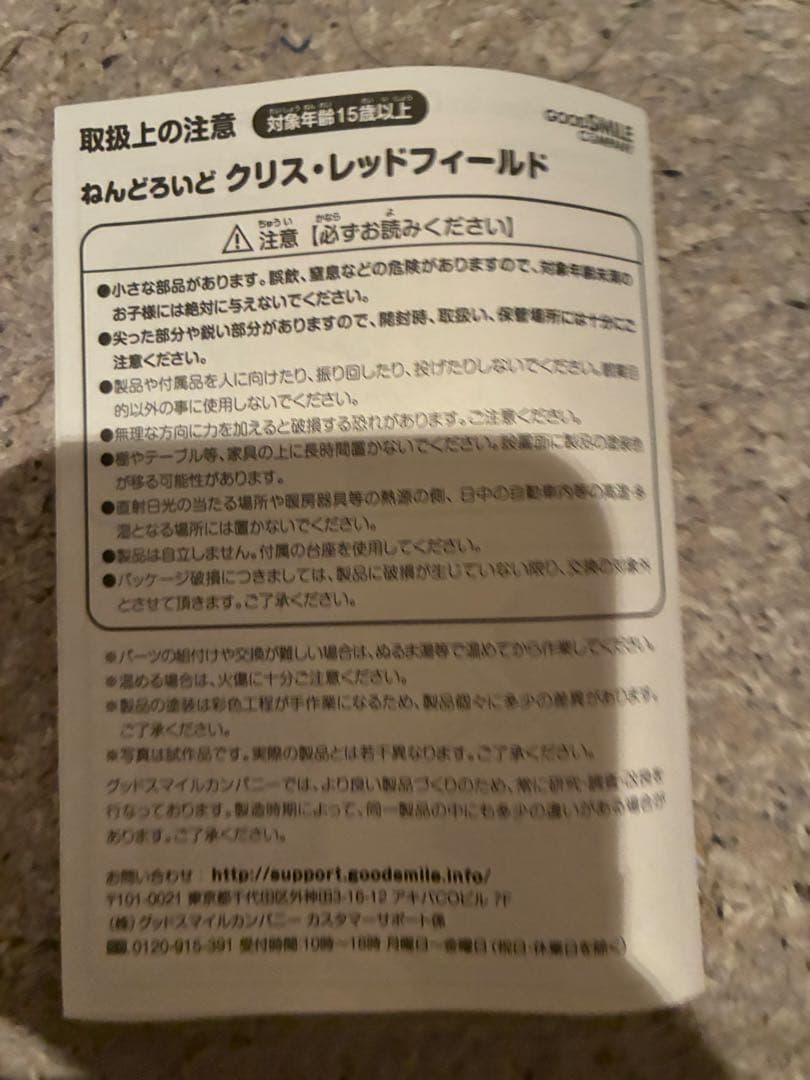 取扱上の注意 対象年齢15歳以上 GOOD SMILE COMPANY
ねんどろいど クリス・レッドフィールド
注意【必ずお読みください】
●小さな部品があります。誤飲、窒息などの危険がありますので、対象年齢未満の
お子様には絶対に与えないでください。
●尖った部分や鋭い部分がありますので、開封時、取扱い、保管場所には十分にご
注意ください。
●製品や付属品を人に向けたり、振り回したり、投げたりしないでください。観賞目
的以外の事に使用しないでください。
●無理な方向に力を加えると破損する恐れがあります。ご注意ください。
●棚やテーブル等、家具の上に長時間置かないでください。設置面に製品の塗装色
が移る可能性があります。
●直射日光の当たる場所や暖房器具等の熱源の側、日中の自動車内等の高温・多
湿となる場所には置かないでください。
●製品は自立しません。付属の台座を使用してください。
●パッケージ破損につきましては、製品に破損が生じていない限り、交換の対象外
とさせて頂きます。ご了承ください。
※パーツの組付けや交換が難しい場合は、ぬるま湯等で温めてから作業してください。
※温める場合は、火傷に十分ご注意ください。
※製品の塗装は彩色工程が手作業になるため、製品個々に多少の差異があります。
ご了承ください。
※写真は試作品です。実際の製品とは若干異なります。ご了承ください。
グッドスマイルカンパニーでは、より良い製品づくりのため、常に研究・調査・改良を
行なっております。製造時期によって、同一製品の中にも多少の違いがある場合が
あります。ご了承ください。
お問い合わせ：http://support.goodsmile.info/
〒101-0021 東京都千代田区外神田3-16-12 アキバCOビル 7F
（株）グッドスマイルカンパニー カスタマーサポート係
0120-915-391 受付時間 10時～18時 月曜日～金曜日（祝日・休業日を除く）